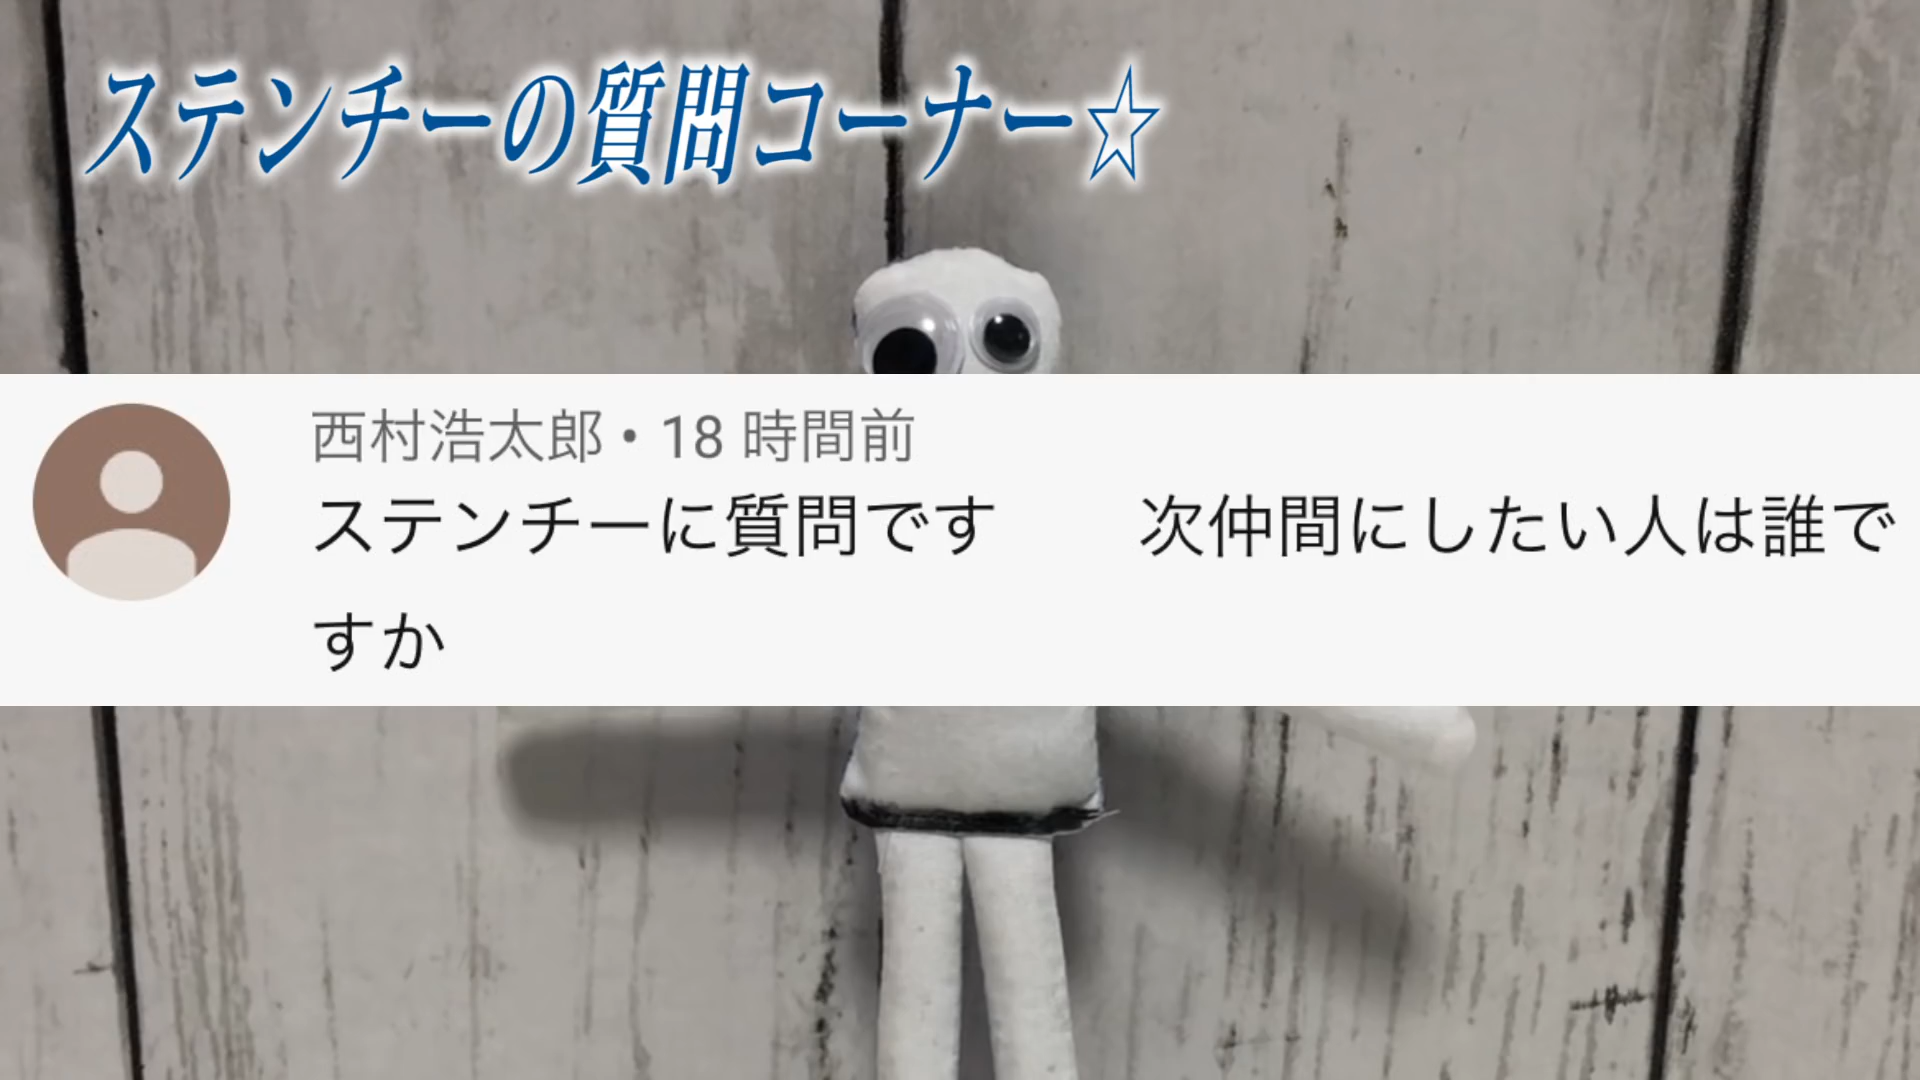 ステンチーの質問コーナー☆
西村浩太郎・18 時間前
ステンチーに質問です　　次仲間にしたい人は誰で
すか